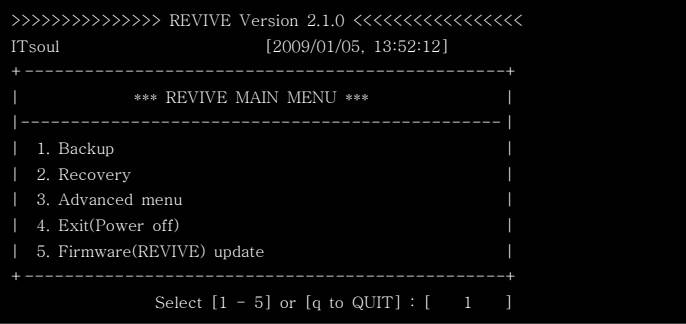 >>>>>>>>>>>>>>> REVIVE Version 2.1.0 <<<<<<<<<<<<<<<<<
ITsoul [2009/01/05, 13:52:12]
+------------------------------------------------+
| *** REVIVE MAIN MENU *** |
|------------------------------------------------|
| 1. Backup |
| 2. Recovery |
| 3. Advanced menu |
| 4. Exit(Power off) |
| 5. Firmware(REVIVE) update |
+------------------------------------------------+
Select [1 - 5] or [q to QUIT] : [ 1 ]